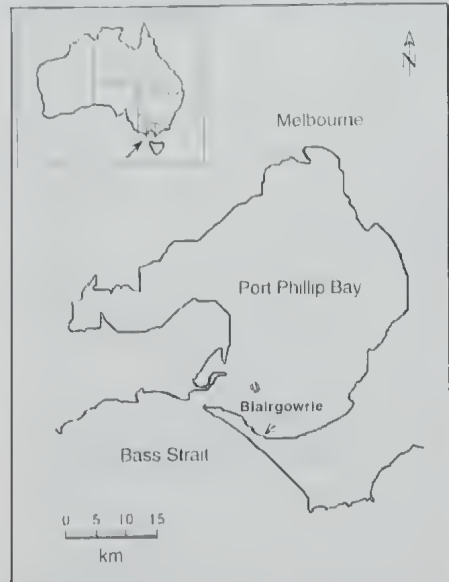 N
Melbourne
Port Phillip Bay
Blairgowrie
Bass Strait
0 5 10 15
km